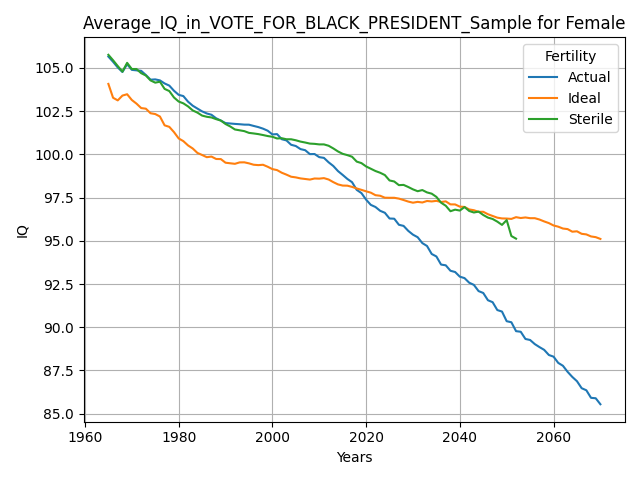 Average_IQ_in_VOTE_FOR_BLACK_PRESIDENT_Sample for Female
Fertility
Actual
Ideal
Sterile
105.0
102.5
100.0
97.5
95.0
92.5
90.0
87.5
85.0
IQ
1960
1980
2000
2020
2040
2060
Years